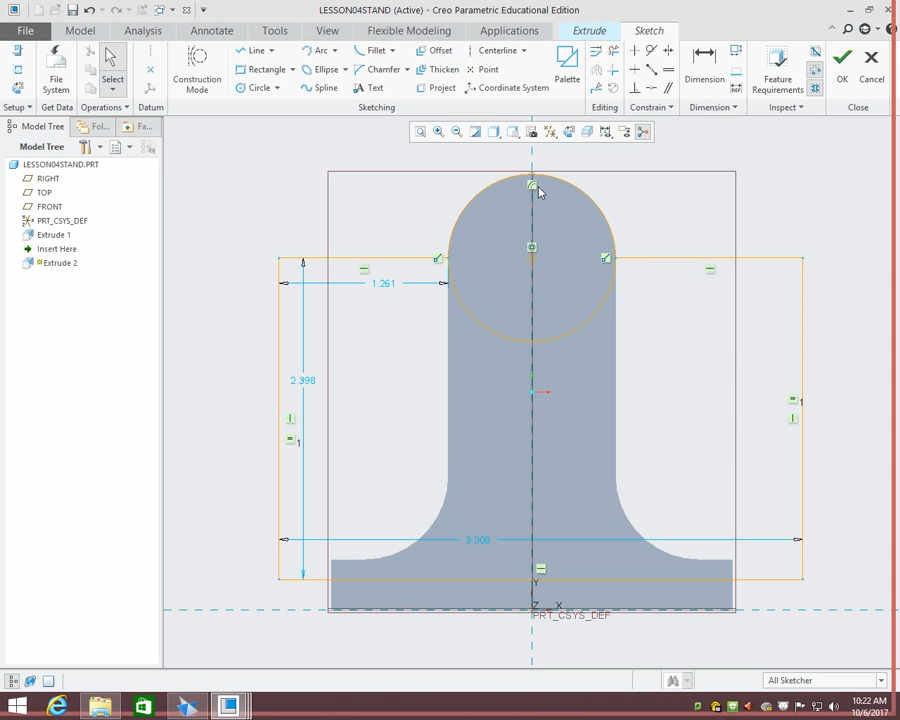 LESSON04STAND (Active) - Creo Parametric Educational Edition
File Model Analysis Annotate Tools View Flexible Modeling Applications Extrude Sketch
Line Arc Fillet Offset Centerline
Rectangle Ellipse Chamfer Thicken Point
Circle Spline Text Project Coordinate System
File System
Select
Construction Mode
Palette
Dimension
Feature Requirements
OK
Cancel
Setup Get Data Operations Datum Sketching Editing Constrain Dimension Inspect Close
Model Tree Fol... Fa...
Model Tree
LESSON04STAND.PRT
RIGHT
TOP
FRONT
PRT_CSYS_DEF
Extrude 1
Insert Here
Extrude 2
1.261
2.398
1
1
3.908
Y
Z X
PRT_CSYS_DEF
All Sketcher
10:22 AM
10/6/2017